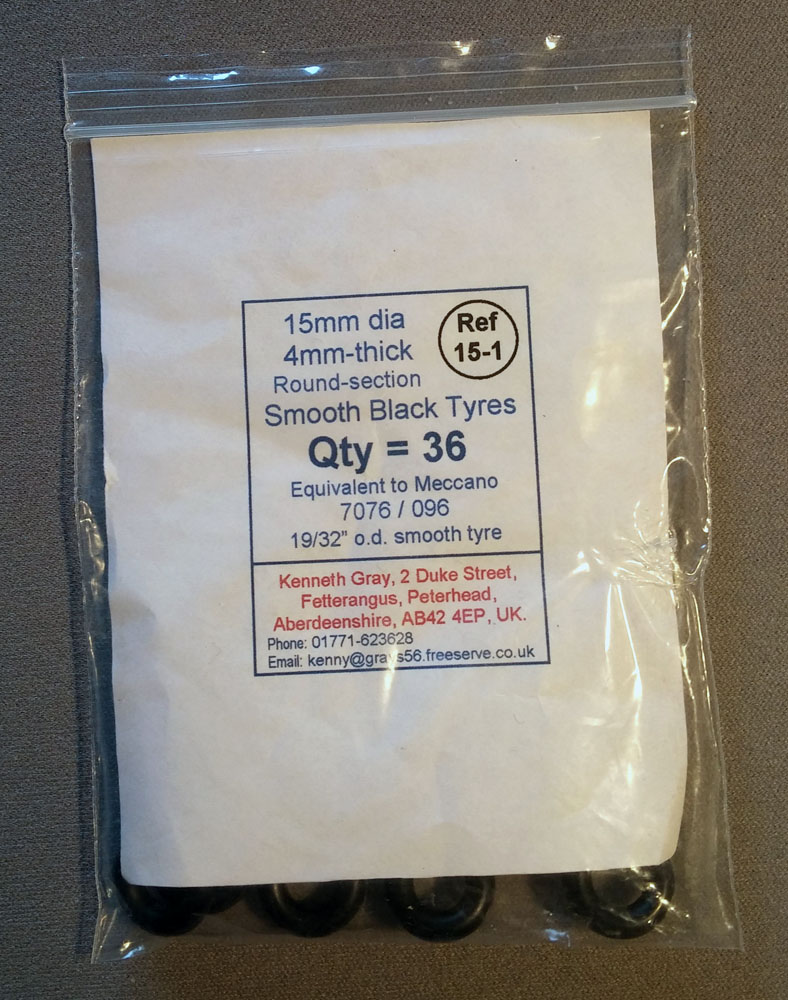 15mm dia
4mm-thick
Round-section
Ref
15-1
Smooth Black Tyres
Qty = 36
Equivalent to Meccano
7076 / 096
19/32" o.d. smooth tyre
Kenneth Gray, 2 Duke Street,
Fetterangus, Peterhead,
Aberdeenshire, AB42 4EP, UK.
Phone: 01771-623628
Email: kenny@grays56.freeserve.co.uk